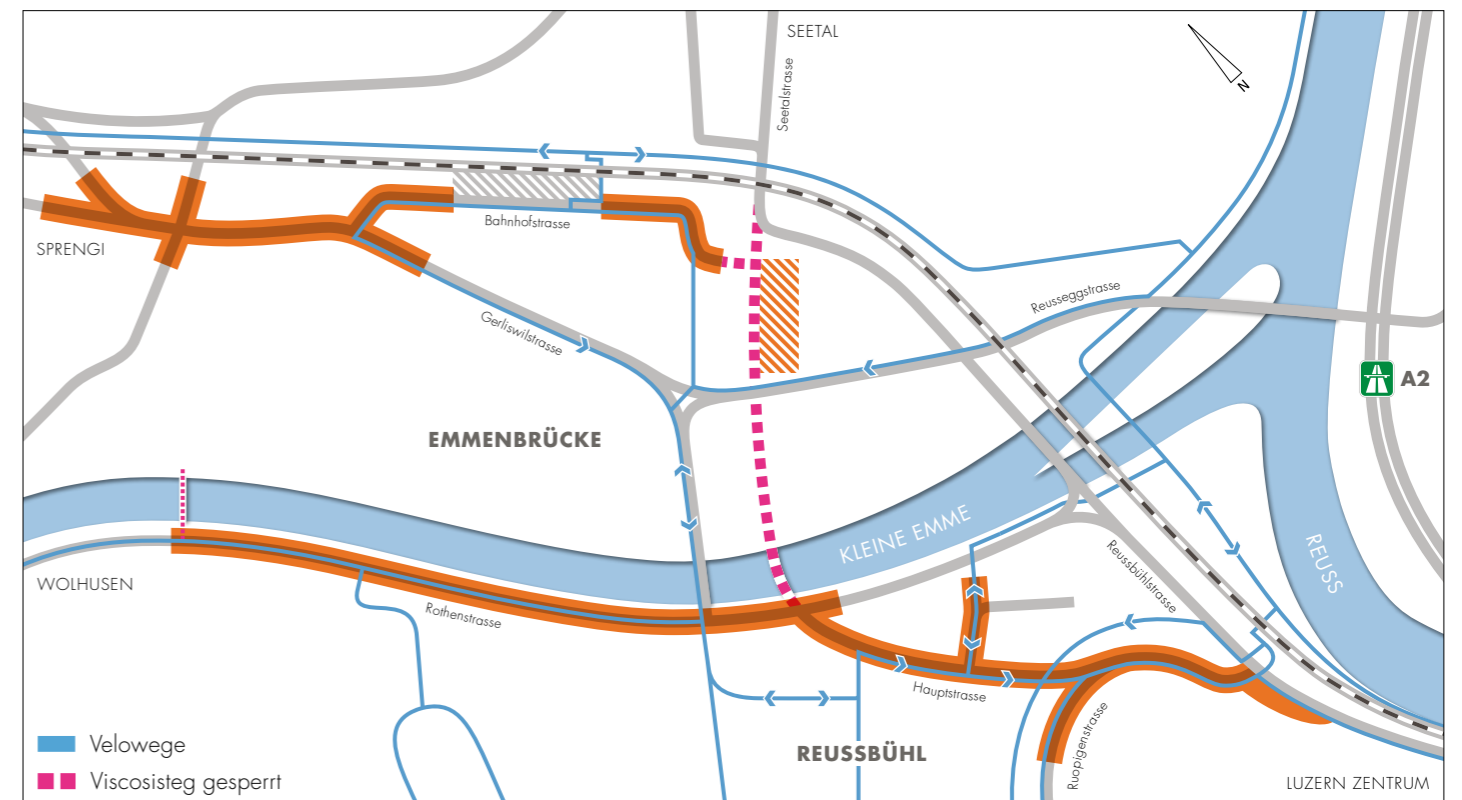 SEETAL
Seetalstrasse
N
Bahnhofstrasse
SPRENGI
Reusseggstrasse
Gerliswilstrasse
A2
EMMENBRÜCKE
KLEINE EMME
REUSS
Reussbühlstrasse
WOLHUSEN
Rothenstrasse
Hauptstrasse
Ruopigenstrasse
REUSSBÜHL
LUZERN ZENTRUM
Velowege
Viscosisteg gesperrt